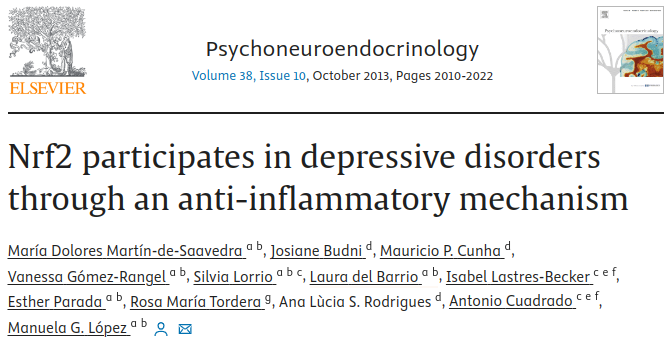 ELSEVIER
Psychoneuroendocrinology
Volume 38, Issue 10, October 2013, Pages 2010-2022
Nrf2 participates in depressive disorders
through an anti-inflammatory mechanism
María Dolores Martín-de-Saavedra a b, Josiane Budni d, Mauricio P. Cunha d,
Vanessa Gómez-Rangel a b, Silvia Lorrio a b c, Laura del Barrio a b, Isabel Lastres-Becker c e f,
Esther Parada a b, Rosa María Tordera g, Ana Lùcia S. Rodrigues d, Antonio Cuadrado c e f,
Manuela G. López a b